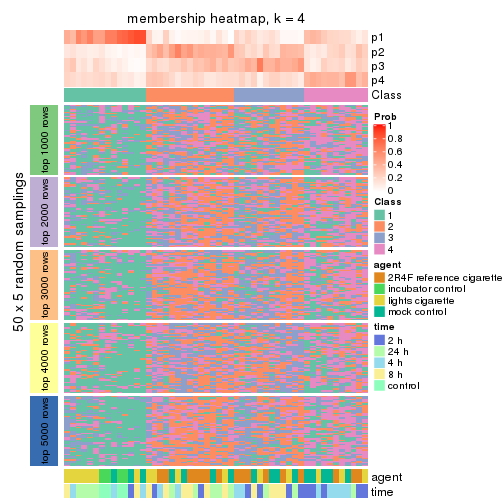 membership heatmap, k = 4
p1
p2
p3
p4
Class
50 x 5 random samplings
top 1000 rows
top 2000 rows
top 3000 rows
top 4000 rows
top 5000 rows
agent
time
Prob
1
0.8
0.6
0.4
0.2
0
Class
1
2
3
4
agent
2R4F reference cigarette
incubator control
lights cigarette
mock control
time
2 h
24 h
4 h
8 h
control